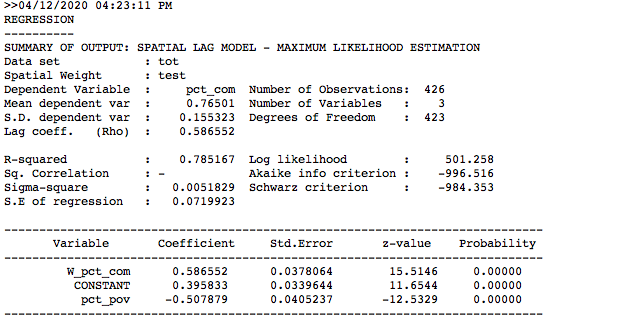 >>04/12/2020 04:23:11 PM
REGRESSION
----------
SUMMARY OF OUTPUT: SPATIAL LAG MODEL - MAXIMUM LIKELIHOOD ESTIMATION
Data set : tot
Spatial Weight : test
Dependent Variable : pct_com Number of Observations: 426
Mean dependent var : 0.76501 Number of Variables : 3
S.D. dependent var : 0.155323 Degrees of Freedom : 423
Lag coeff. (Rho) : 0.586552
R-squared : 0.785167 Log likelihood : 501.258
Sq. Correlation : - Akaike info criterion : -996.516
Sigma-square : 0.0051829 Schwarz criterion : -984.353
S.E of regression : 0.0719923
-----------------------------------------------------------------------------
Variable Coefficient Std.Error z-value Probability
-----------------------------------------------------------------------------
W_pct_com 0.586552 0.0378064 15.5146 0.00000
CONSTANT 0.395833 0.0339644 11.6544 0.00000
pct_pov -0.507879 0.0405237 -12.5329 0.00000
-----------------------------------------------------------------------------